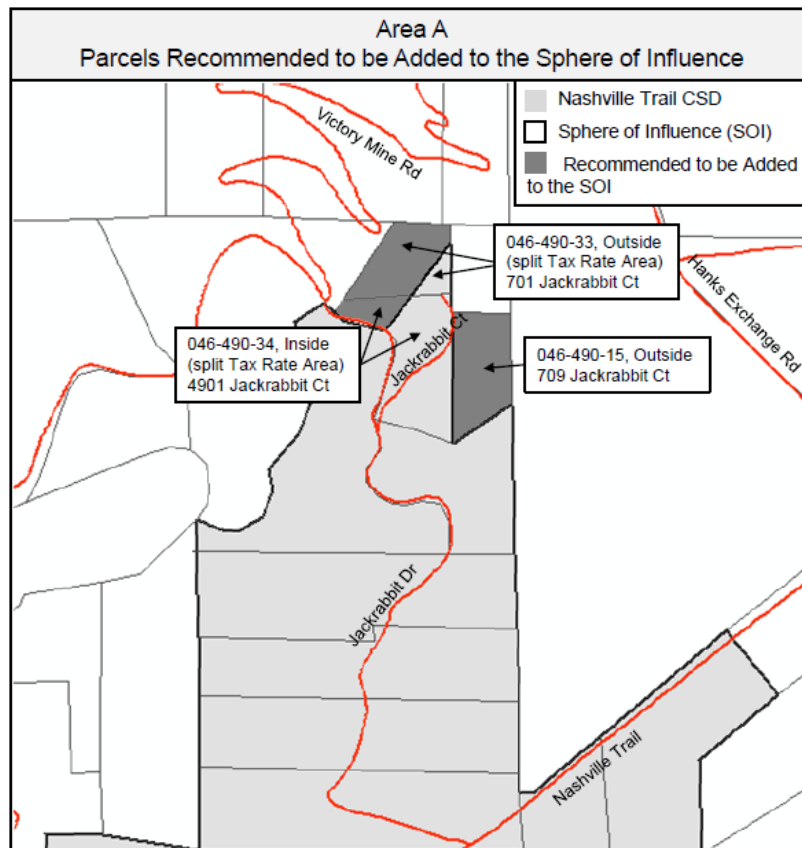 Area A
Parcels Recommended to be Added to the Sphere of Influence
Nashville Trail CSD
Sphere of Influence (SOI)
Recommended to be Added
to the SOI
Victory Mine Rd
046-490-33, Outside
(split Tax Rate Area)
701 Jackrabbit Ct
Hanks Exchange Rd
046-490-34, Inside
(split Tax Rate Area)
4901 Jackrabbit Ct
Jackrabbit Ct
046-490-15, Outside
709 Jackrabbit Ct
Jackrabbit Dr
Nashville Trail